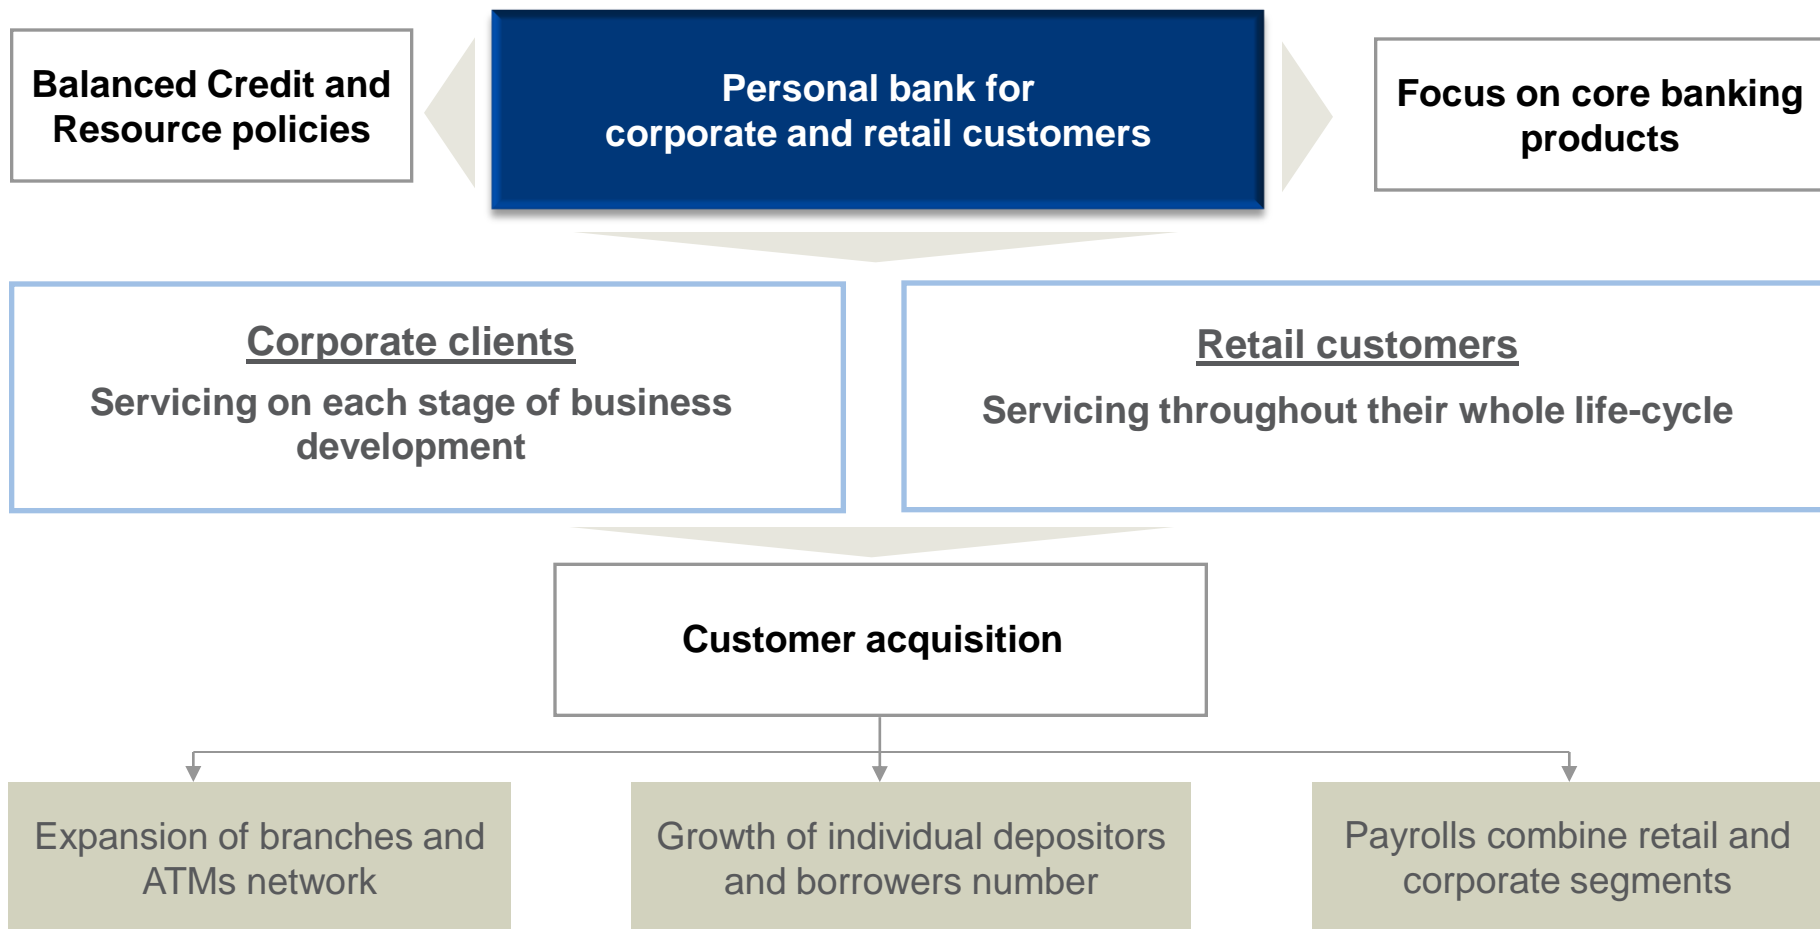 Balanced Credit and
Resource policies
Personal bank for
corporate and retail customers
Focus on core banking
products
Corporate clients
Servicing on each stage of business
development
Retail customers
Servicing throughout their whole life-cycle
Customer acquisition
Expansion of branches and
ATMs network
Growth of individual depositors
and borrowers number
Payrolls combine retail and
corporate segments